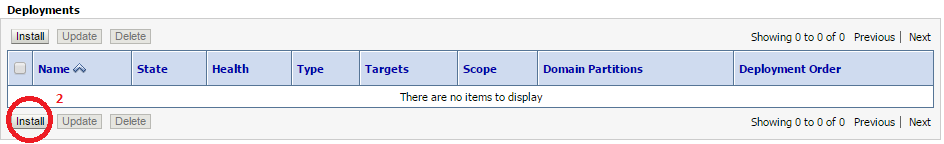 Deployments
Install Update Delete Showing 0 to 0 of 0 Previous | Next
Name State Health Type Targets Scope Domain Partitions Deployment Order
2 There are no items to display
Install Update Delete Showing 0 to 0 of 0 Previous | Next